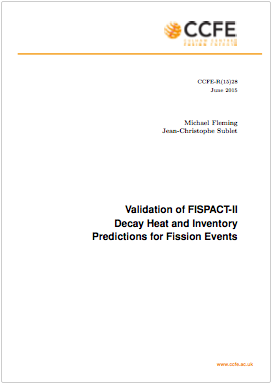 CCFE
CULHAM CENTRE
FUSION ENERGY
CCFE-R(15)28
June 2015
Michael Fleming
Jean-Christophe Sublet
Validation of FISPACT-II
Decay Heat and Inventory
Predictions for Fission Events
www.ccfe.ac.uk